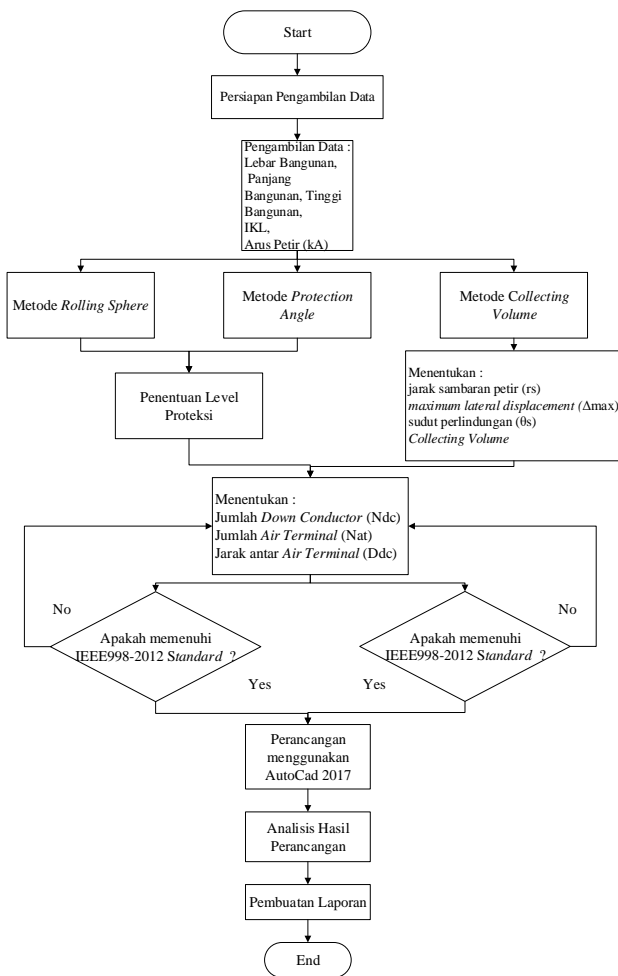 Start
Persiapan Pengambilan Data
Pengambilan Data :
Lebar Bangunan,
Panjang
Bangunan, Tinggi
Bangunan,
IKL,
Arus Petir (kA)
Metode Rolling Sphere
Metode Protection
Angle
Metode Collecting
Volume
Penentuan Level
Proteksi
Menentukan :
jarak sambaran petir (rs)
maximum lateral displacement (Δmax)
sudut perlindungan (θs)
Collecting Volume
Menentukan :
Jumlah Down Conductor (Ndc)
Jumlah Air Terminal (Nat)
Jarak antar Air Terminal (Ddc)
No
No
Apakah memenuhi
IEEE998-2012 Standard ?
Apakah memenuhi
IEEE998-2012 Standard ?
Yes
Yes
Perancangan
menggunakan
AutoCad 2017
Analisis Hasil
Perancangan
Pembuatan Laporan
End